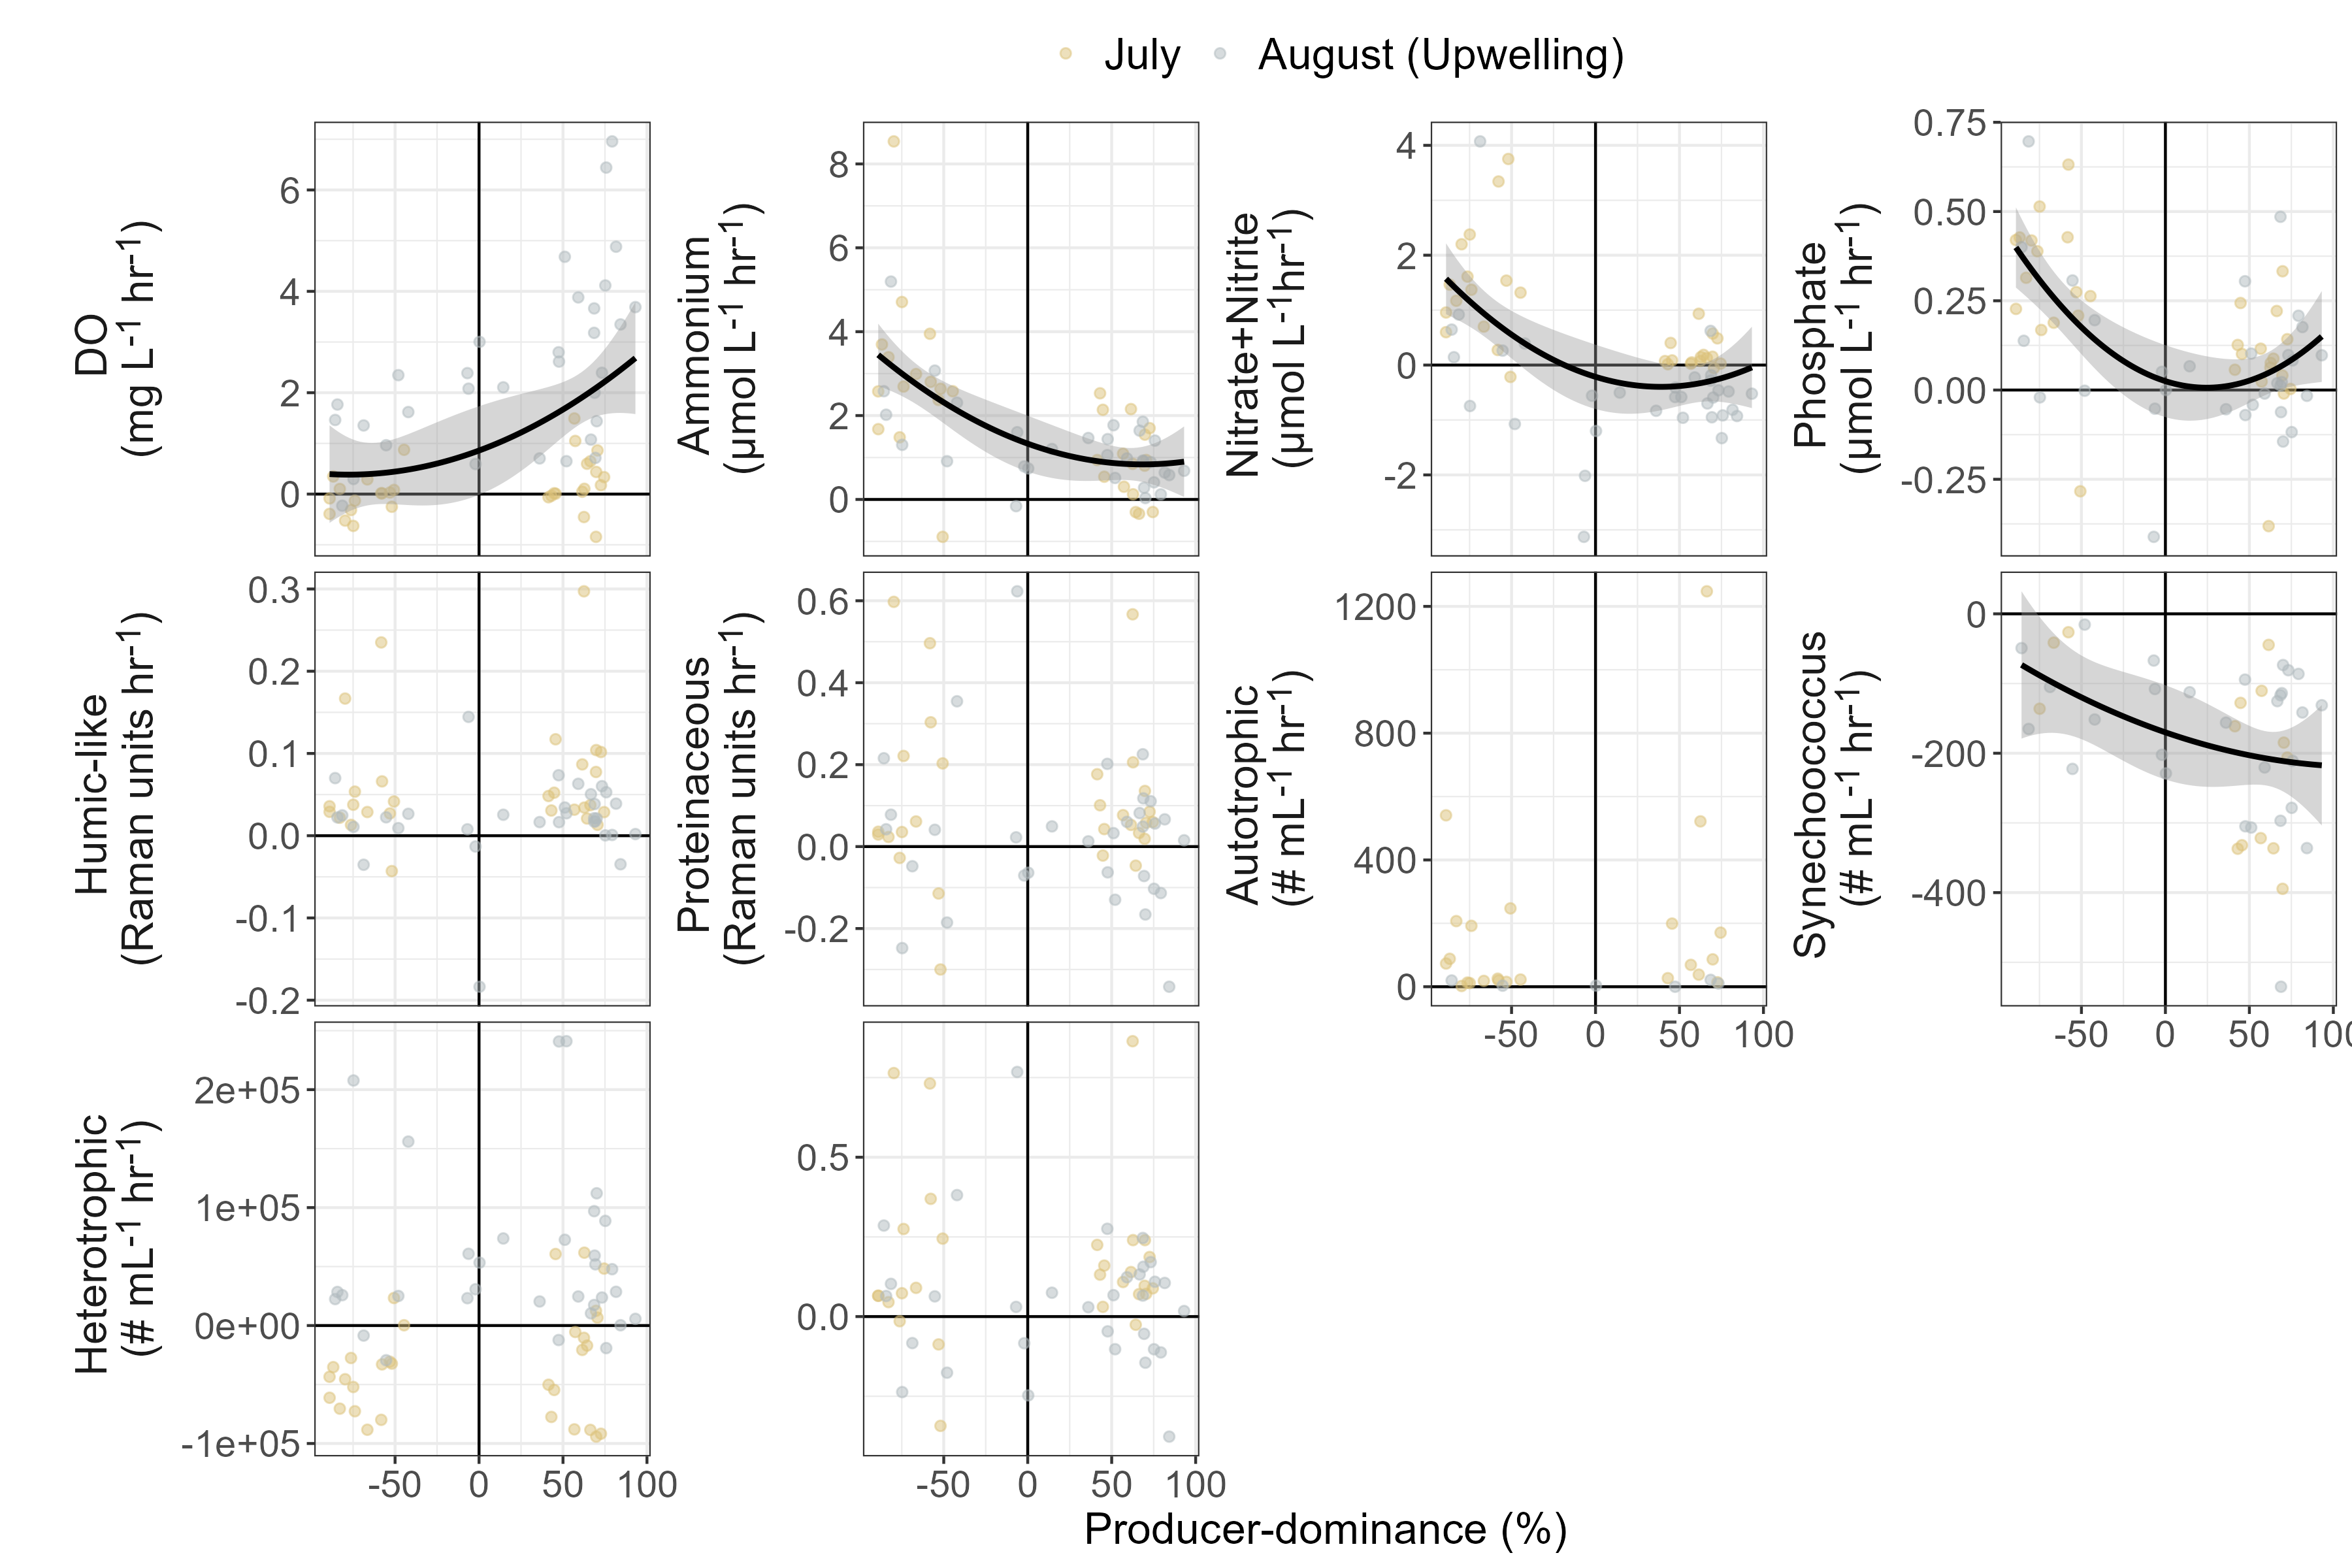 July August (Upwelling)
DO
(mg L-1 hr-1)
6
4
2
0
Ammonium
(μmol L-1 hr-1)
8
6
4
2
0
Nitrate+Nitrite
(μmol L-1hr-1)
4
2
0
-2
Phosphate
(μmol L-1 hr-1)
0.75
0.50
0.25
0.00
-0.25
Humic-like
(Raman units hr-1)
0.3
0.2
0.1
0.0
-0.1
-0.2
Proteinaceous
(Raman units hr-1)
0.6
0.4
0.2
0.0
-0.2
Autotrophic
(# mL-1 hr-1)
1200
800
400
0
-50 0 50 100
Synechococcus
(# mL-1 hr-1)
0
-200
-400
-50 0 50 100
Heterotrophic
(# mL-1 hr-1)
2e+05
1e+05
0e+00
-1e+05
-50 0 50 100
0.5
0.0
-50 0 50 100
Producer-dominance (%)